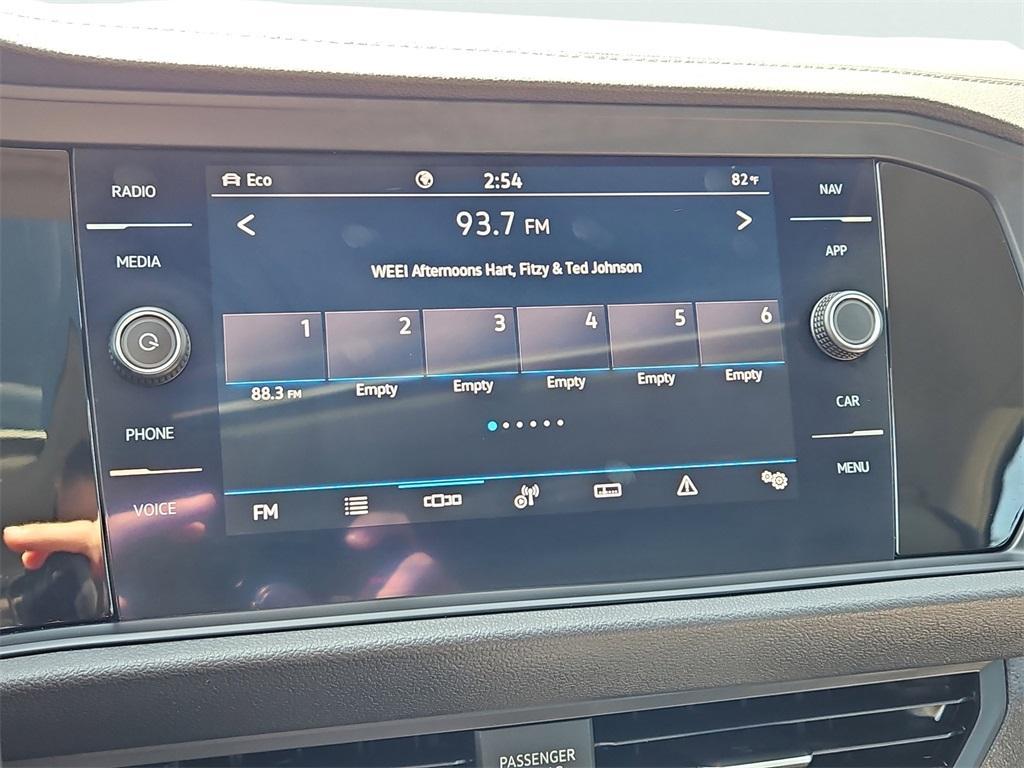 RADIO
MEDIA
PHONE
VOICE
Eco
2:54
82°F
93.7 FM
WEEI Afternoons Hart, Fitzy & Ted Johnson
1
2
3
4
5
6
88.3 FM
Empty
Empty
Empty
Empty
Empty
FM
NAV
APP
CAR
MENU
PASSENGER